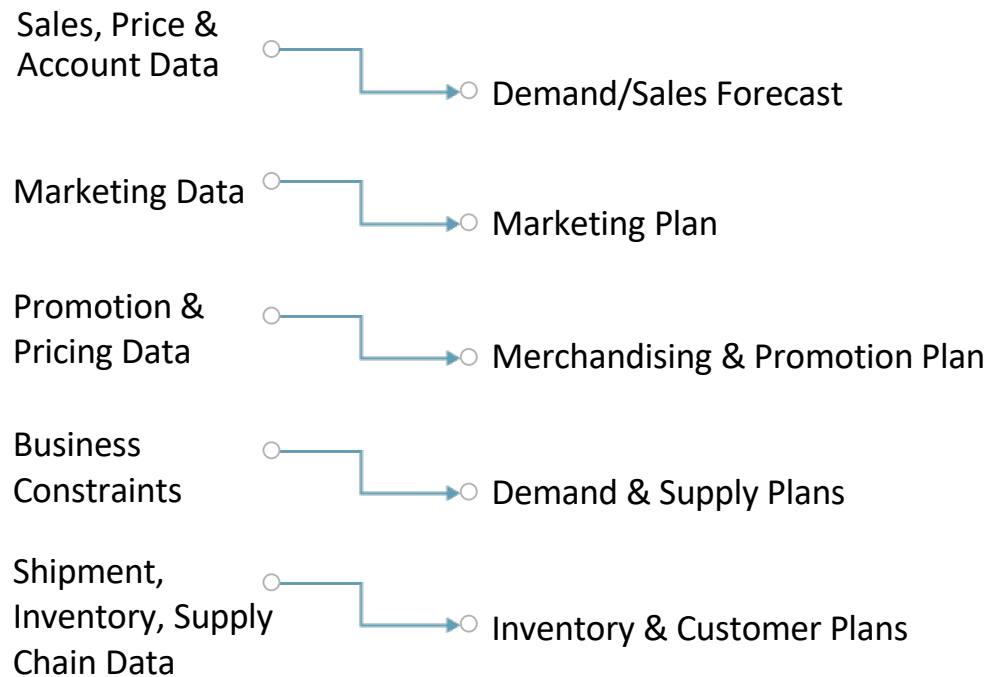 Sales, Price &
Account Data
Demand/Sales Forecast
Marketing Data
Marketing Plan
Promotion &
Pricing Data
Merchandising & Promotion Plan
Business
Constraints
Demand & Supply Plans
Shipment,
Inventory, Supply
Chain Data
Inventory & Customer Plans